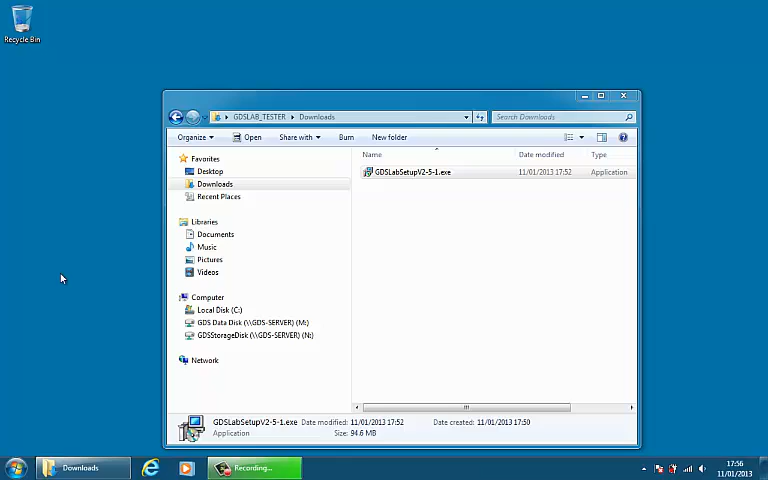 Recycle Bin
GDSLAB_TESTER Downloads
Search Downloads
Organize Open Share with Burn New folder
Name Date modified Type
GDSLabSetupV2-5-1.exe 11/01/2013 17:52 Application
Favorites
Desktop
Downloads
Recent Places
Libraries
Documents
Music
Pictures
Videos
Computer
Local Disk (C:)
GDS Data Disk (\\GDS-SERVER) (M:)
GDSStorageDisk (\\GDS-SERVER) (N:)
Network
GDSLabSetupV2-5-1.exe Date modified: 11/01/2013 17:52 Date created: 11/01/2013 17:50
Application Size: 94.6 MB
Downloads
Recording...
17:56
11/01/2013